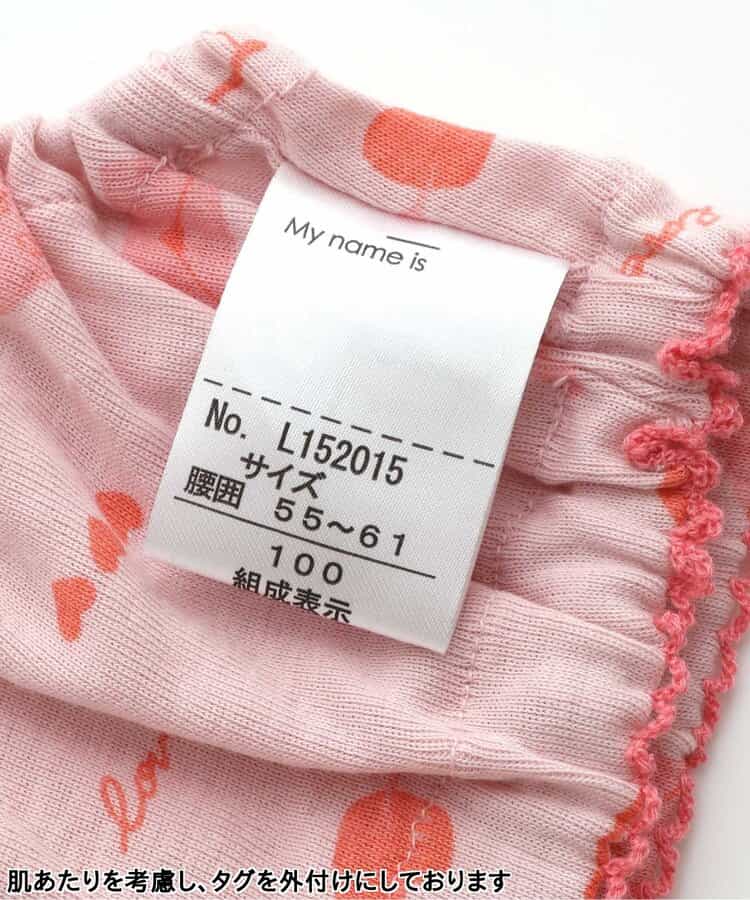 My name is
No. L152015
サイズ
腰囲 55～61
100
組成表示
love
肌あたりを考慮し、タグを外付けにしております